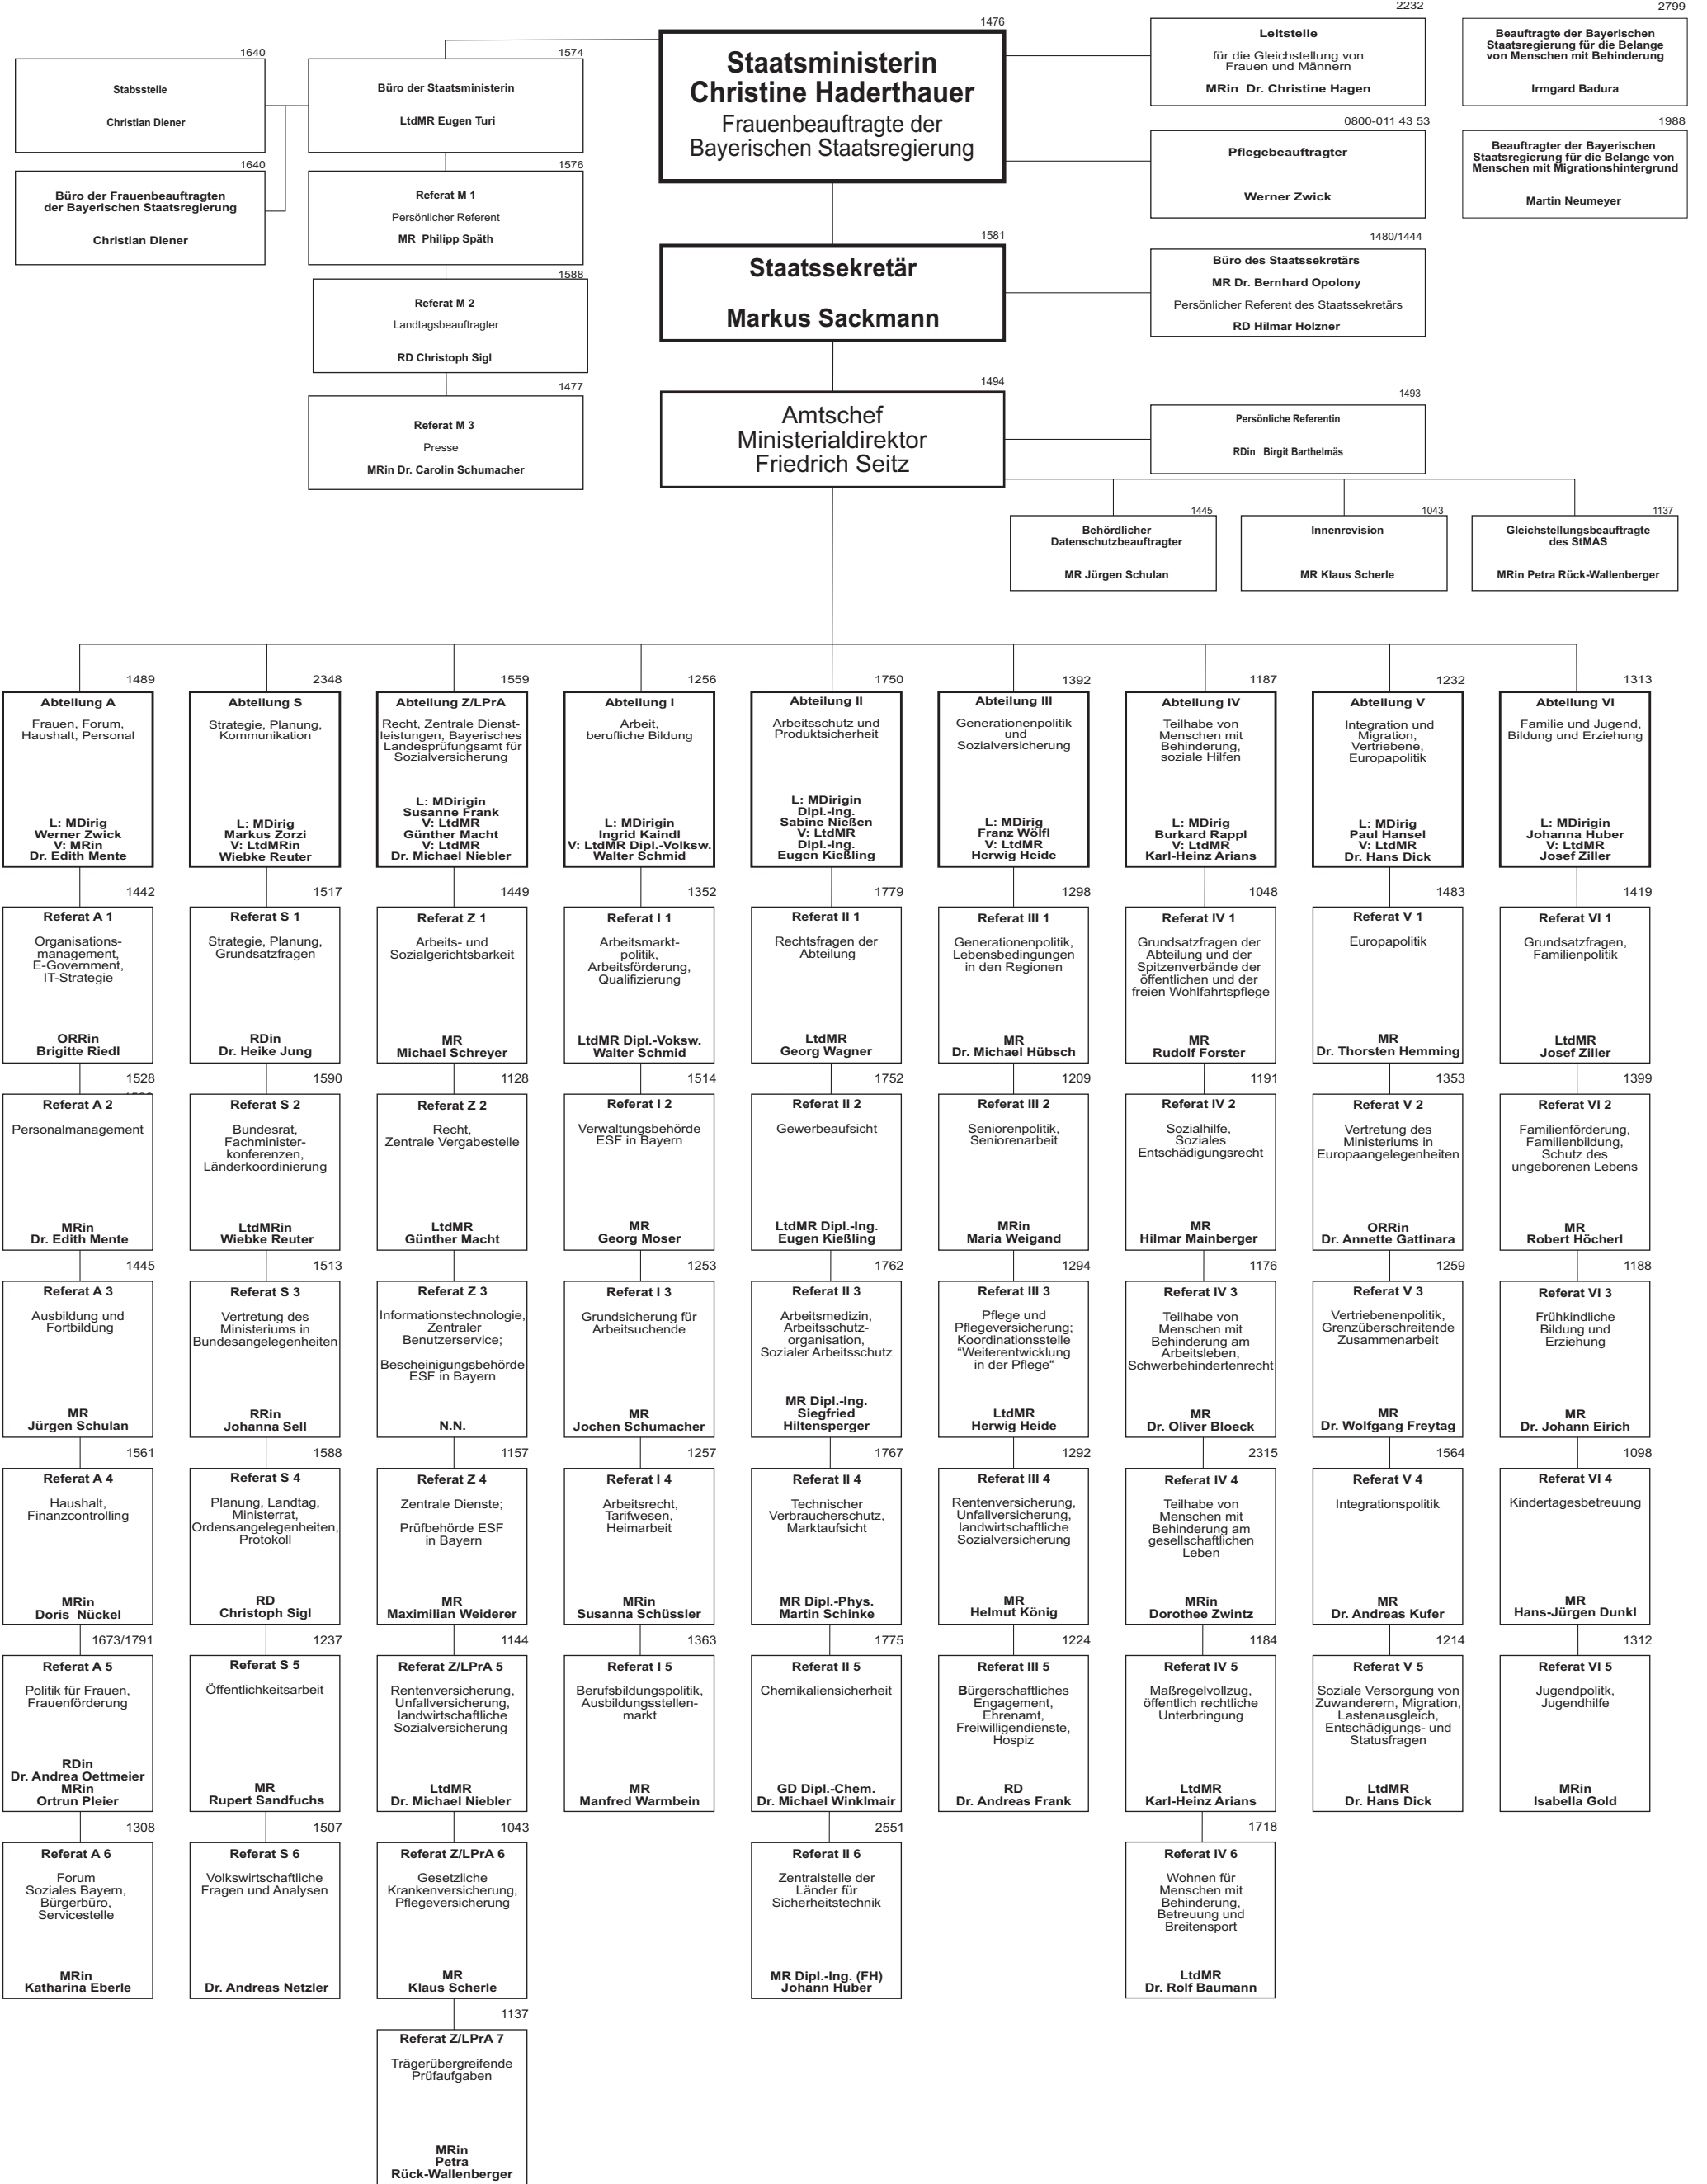 1476
Staatsministerin
Christine Haderthauer
Frauenbeauftragte der
Bayerischen Staatsregierung
1640
Stabsstelle
Christian Diener
1574
Büro der Staatsministerin
LtdMR Eugen Turi
2232
Leitstelle
für die Gleichstellung von
Frauen und Männern
MRin Dr. Christine Hagen
2799
Beauftragte der Bayerischen
Staatsregierung für die Belange
von Menschen mit Behinderung
Irmgard Badura
1640
Büro der Frauenbeauftragten
der Bayerischen Staatsregierung
Christian Diener
1576
Referat M 1
Persönlicher Referent
MR Philipp Späth
0800-011 43 53
Pflegebeauftragter
Werner Zwick
1988
Beauftragter der Bayerischen
Staatsregierung für die Belange von
Menschen mit Migrationshintergrund
Martin Neumeyer
1588
Referat M 2
Landtagsbeauftragter
RD Christoph Sigl
1581
Staatssekretär
Markus Sackmann
1480/1444
Büro des Staatssekretärs
MR Dr. Bernhard Opolony
Persönlicher Referent des Staatssekretärs
RD Hilmar Holzner
1477
Referat M 3
Presse
MRin Dr. Carolin Schumacher
1494
Amtschef
Ministerialdirektor
Friedrich Seitz
1493
Persönliche Referentin
RDin Birgit Barthelmäs
1445
Behördlicher
Datenschutzbeauftragter
MR Jürgen Schulan
1043
Innenrevision
MR Klaus Scherle
1137
Gleichstellungsbeauftragte
des StMAS
MRin Petra Rück-Wallenberger
1489
Abteilung A
Frauen, Forum,
Haushalt, Personal
L: MDirig
Werner Zwick
V: MRin
Dr. Edith Mente
1442
Referat A 1
Organisations-
management,
E-Government,
IT-Strategie
ORRin
Brigitte Riedl
1528
Referat A 2
Personalmanagement
MRin
Dr. Edith Mente
1445
Referat A 3
Ausbildung und
Fortbildung
MR
Jürgen Schulan
1561
Referat A 4
Haushalt,
Finanzcontrolling
MRin
Doris Nückel
1673/1791
Referat A 5
Politik für Frauen,
Frauenförderung
RDin
Dr. Andrea Oettmeier
MRin
Ortrun Pleier
1308
Referat A 6
Forum
Soziales Bayern,
Bürgerbüro,
Servicestelle
MRin
Katharina Eberle
2348
Abteilung S
Strategie, Planung,
Kommunikation
L: MDirig
Markus Zorzi
V: LtdMRin
Wiebke Reuter
1517
Referat S 1
Strategie, Planung,
Grundsatzfragen
RDin
Dr. Heike Jung
1590
Referat S 2
Bundesrat,
Fachminister-
konferenzen,
Länderkoordinierung
LtdMRin
Wiebke Reuter
1513
Referat S 3
Vertretung des
Ministeriums in
Bundesangelegenheiten
RRin
Johanna Sell
1588
Referat S 4
Planung, Landtag,
Ministerrat,
Ordensangelegenheiten,
Protokoll
RD
Christoph Sigl
1237
Referat S 5
Öffentlichkeitsarbeit
MR
Rupert Sandfuchs
1507
Referat S 6
Volkswirtschaftliche
Fragen und Analysen
Dr. Andreas Netzler
1559
Abteilung Z/LPrA
Recht, Zentrale Dienst-
leistungen, Bayerisches
Landesprüfungsamt für
Sozialversicherung
L: MDirigin
Susanne Frank
V: LtdMR
Günther Macht
V: LtdMR
Dr. Michael Niebler
1449
Referat Z 1
Arbeits- und
Sozialgerichtsbarkeit
MR
Michael Schreyer
1128
Referat Z 2
Recht,
Zentrale Vergabestelle
LtdMR
Günther Macht
Referat Z 3
Informationstechnologie,
Zentraler
Benutzerservice;
Bescheinigungsbehörde
ESF in Bayern
N.N.
1157
Referat Z 4
Zentrale Dienste;
Prüfbehörde ESF
in Bayern
MR
Maximilian Weiderer
1144
Referat Z/LPrA 5
Rentenversicherung,
Unfallversicherung,
landwirtschaftliche
Sozialversicherung
LtdMR
Dr. Michael Niebler
1043
Referat Z/LPrA 6
Gesetzliche
Krankenversicherung,
Pflegeversicherung
MR
Klaus Scherle
1137
Referat Z/LPrA 7
Trägerübergreifende
Prüfaufgaben
MRin
Petra
Rück-Wallenberger
1256
Abteilung I
Arbeit,
berufliche Bildung
L: MDirigin
Ingrid Kaindl
V: LtdMR Dipl.-Volksw.
Walter Schmid
1352
Referat I 1
Arbeitsmarkt-
politik,
Arbeitsförderung,
Qualifizierung
LtdMR Dipl.-Voksw.
Walter Schmid
1514
Referat I 2
Verwaltungsbehörde
ESF in Bayern
MR
Georg Moser
1253
Referat I 3
Grundsicherung für
Arbeitsuchende
MR
Jochen Schumacher
1257
Referat I 4
Arbeitsrecht,
Tarifwesen,
Heimarbeit
MRin
Susanna Schüssler
1363
Referat I 5
Berufsbildungspolitik,
Ausbildungsstellen-
markt
MR
Manfred Warmbein
1750
Abteilung II
Arbeitsschutz und
Produktsicherheit
L: MDirigin
Dipl.-Ing.
Sabine Nießen
V: LtdMR
Dipl.-Ing.
Eugen Kießling
1779
Referat II 1
Rechtsfragen der
Abteilung
LtdMR
Georg Wagner
1752
Referat II 2
Gewerbeaufsicht
LtdMR Dipl.-Ing.
Eugen Kießling
1762
Referat II 3
Arbeitsmedizin,
Arbeitsschutz-
organisation,
Sozialer Arbeitsschutz
MR Dipl.-Ing.
Siegfried
Hiltensperger
1767
Referat II 4
Technischer
Verbraucherschutz,
Marktaufsicht
MR Dipl.-Phys.
Martin Schinke
1775
Referat II 5
Chemikaliensicherheit
GD Dipl.-Chem.
Dr. Michael Winklmair
2551
Referat II 6
Zentralstelle der
Länder für
Sicherheitstechnik
MR Dipl.-Ing. (FH)
Johann Huber
1392
Abteilung III
Generationenpolitik
und
Sozialversicherung
L: MDirig
Franz Wölfl
V: LtdMR
Herwig Heide
1298
Referat III 1
Generationenpolitik,
Lebensbedingungen
in den Regionen
MR
Dr. Michael Hübsch
1209
Referat III 2
Seniorenpolitik,
Seniorenarbeit
MRin
Maria Weigand
1294
Referat III 3
Pflege und
Pflegeversicherung;
Koordinationsstelle
“Weiterentwicklung
in der Pflege“
LtdMR
Herwig Heide
1292
Referat III 4
Rentenversicherung,
Unfallversicherung,
landwirtschaftliche
Sozialversicherung
MR
Helmut König
1224
Referat III 5
Bürgerschaftliches
Engagement,
Ehrenamt,
Freiwilligendienste,
Hospiz
RD
Dr. Andreas Frank
1187
Abteilung IV
Teilhabe von
Menschen mit
Behinderung,
soziale Hilfen
L: MDirig
Burkard Rappl
V: LtdMR
Karl-Heinz Arians
1048
Referat IV 1
Grundsatzfragen der
Abteilung und der
Spitzenverbände der
öffentlichen und der
freien Wohlfahrtspflege
MR
Rudolf Forster
1191
Referat IV 2
Sozialhilfe,
Soziales
Entschädigungsrecht
MR
Hilmar Mainberger
1176
Referat IV 3
Teilhabe von
Menschen mit
Behinderung am
Arbeitsleben,
Schwerbehindertenrecht
MR
Dr. Oliver Bloeck
2315
Referat IV 4
Teilhabe von
Menschen mit
Behinderung am
gesellschaftlichen
Leben
MRin
Dorothee Zwintz
1184
Referat IV 5
Maßregelvollzug,
öffentlich rechtliche
Unterbringung
LtdMR
Karl-Heinz Arians
1718
Referat IV 6
Wohnen für
Menschen mit
Behinderung,
Betreuung und
Breitensport
LtdMR
Dr. Rolf Baumann
1232
Abteilung V
Integration und
Migration,
Vertriebene,
Europapolitik
L: MDirig
Paul Hansel
V: LtdMR
Dr. Hans Dick
1483
Referat V 1
Europapolitik
MR
Dr. Thorsten Hemming
1353
Referat V 2
Vertretung des
Ministeriums in
Europaangelegenheiten
ORRin
Dr. Annette Gattinara
1259
Referat V 3
Vertriebenenpolitik,
Grenzüberschreitende
Zusammenarbeit
MR
Dr. Wolfgang Freytag
1564
Referat V 4
Integrationspolitik
MR
Dr. Andreas Kufer
1214
Referat V 5
Soziale Versorgung von
Zuwanderern, Migration,
Lastenausgleich,
Entschädigungs- und
Statusfragen
LtdMR
Dr. Hans Dick
1313
Abteilung VI
Familie und Jugend,
Bildung und Erziehung
L: MDirigin
Johanna Huber
V: LtdMR
Josef Ziller
1419
Referat VI 1
Grundsatzfragen,
Familienpolitik
LtdMR
Josef Ziller
1399
Referat VI 2
Familienförderung,
Familienbildung,
Schutz des
ungeborenen Lebens
MR
Robert Höcherl
1188
Referat VI 3
Frühkindliche
Bildung und
Erziehung
MR
Dr. Johann Eirich
1098
Referat VI 4
Kindertagesbetreuung
MR
Hans-Jürgen Dunkl
1312
Referat VI 5
Jugendpolitk,
Jugendhilfe
MRin
Isabella Gold